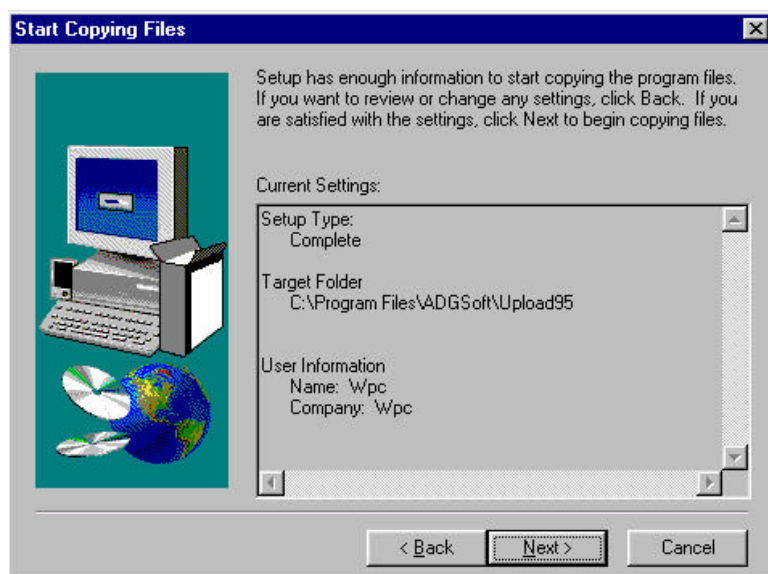 Start Copying Files
Setup has enough information to start copying the program files.
If you want to review or change any settings, click Back.  If you
are satisfied with the settings, click Next to begin copying files.
Current Settings:
Setup Type:
Complete
Target Folder
C:\Program Files\ADGSoft\Upload95
User Information
Name:  Wpc
Company:  Wpc
< Back
Next >
Cancel